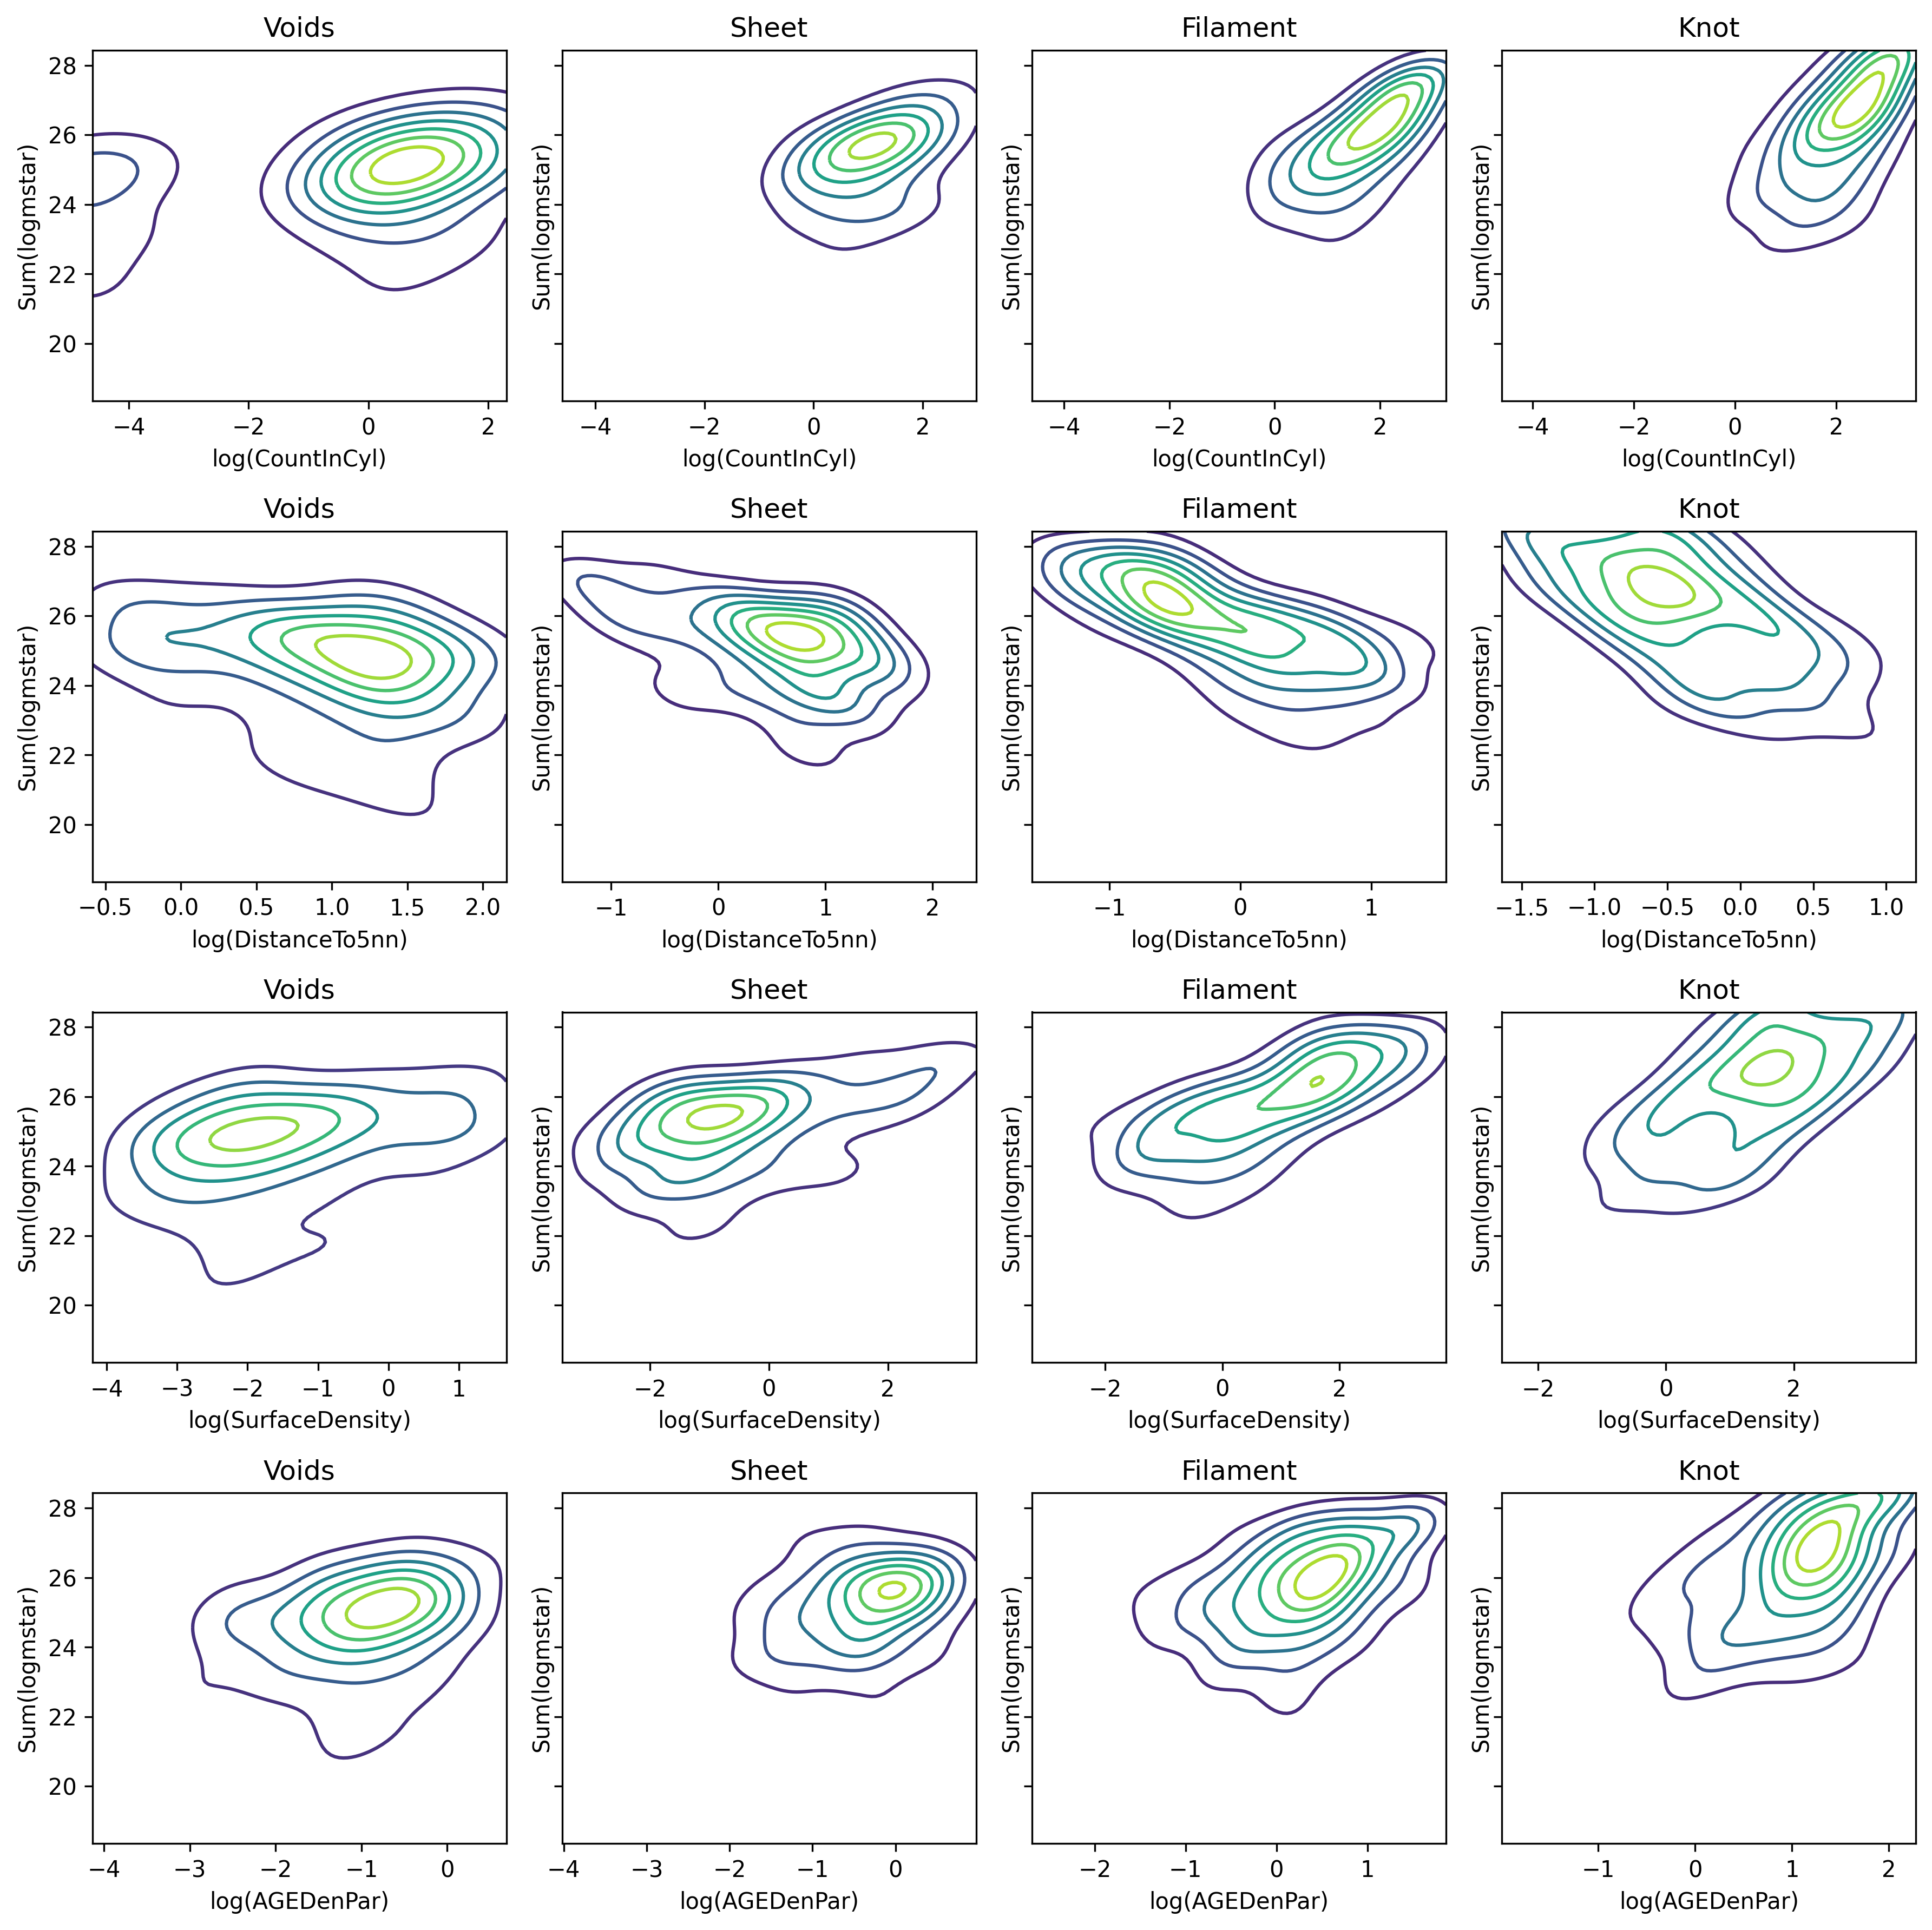 Voids Sheet Filament Knot
Sum(logmstar) Sum(logmstar) Sum(logmstar) Sum(logmstar)
28
26
24
22
20
−4 −2 0 2 −4 −2 0 2 −4 −2 0 2 −4 −2 0 2
log(CountInCyl) log(CountInCyl) log(CountInCyl) log(CountInCyl)
Voids Sheet Filament Knot
Sum(logmstar) Sum(logmstar) Sum(logmstar) Sum(logmstar)
28
26
24
22
20
−0.5 0.0 0.5 1.0 1.5 2.0 −1 0 1 2 −1 0 1 −1.5 −1.0 −0.5 0.0 0.5 1.0
log(DistanceTo5nn) log(DistanceTo5nn) log(DistanceTo5nn) log(DistanceTo5nn)
Voids Sheet Filament Knot
Sum(logmstar) Sum(logmstar) Sum(logmstar) Sum(logmstar)
28
26
24
22
20
−4 −3 −2 −1 0 1 −2 0 2 −2 0 2 −2 0 2
log(SurfaceDensity) log(SurfaceDensity) log(SurfaceDensity) log(SurfaceDensity)
Voids Sheet Filament Knot
Sum(logmstar) Sum(logmstar) Sum(logmstar) Sum(logmstar)
28
26
24
22
20
−4 −3 −2 −1 0 −4 −3 −2 −1 0 −2 −1 0 1 −1 0 1 2
log(AGEDenPar) log(AGEDenPar) log(AGEDenPar) log(AGEDenPar)